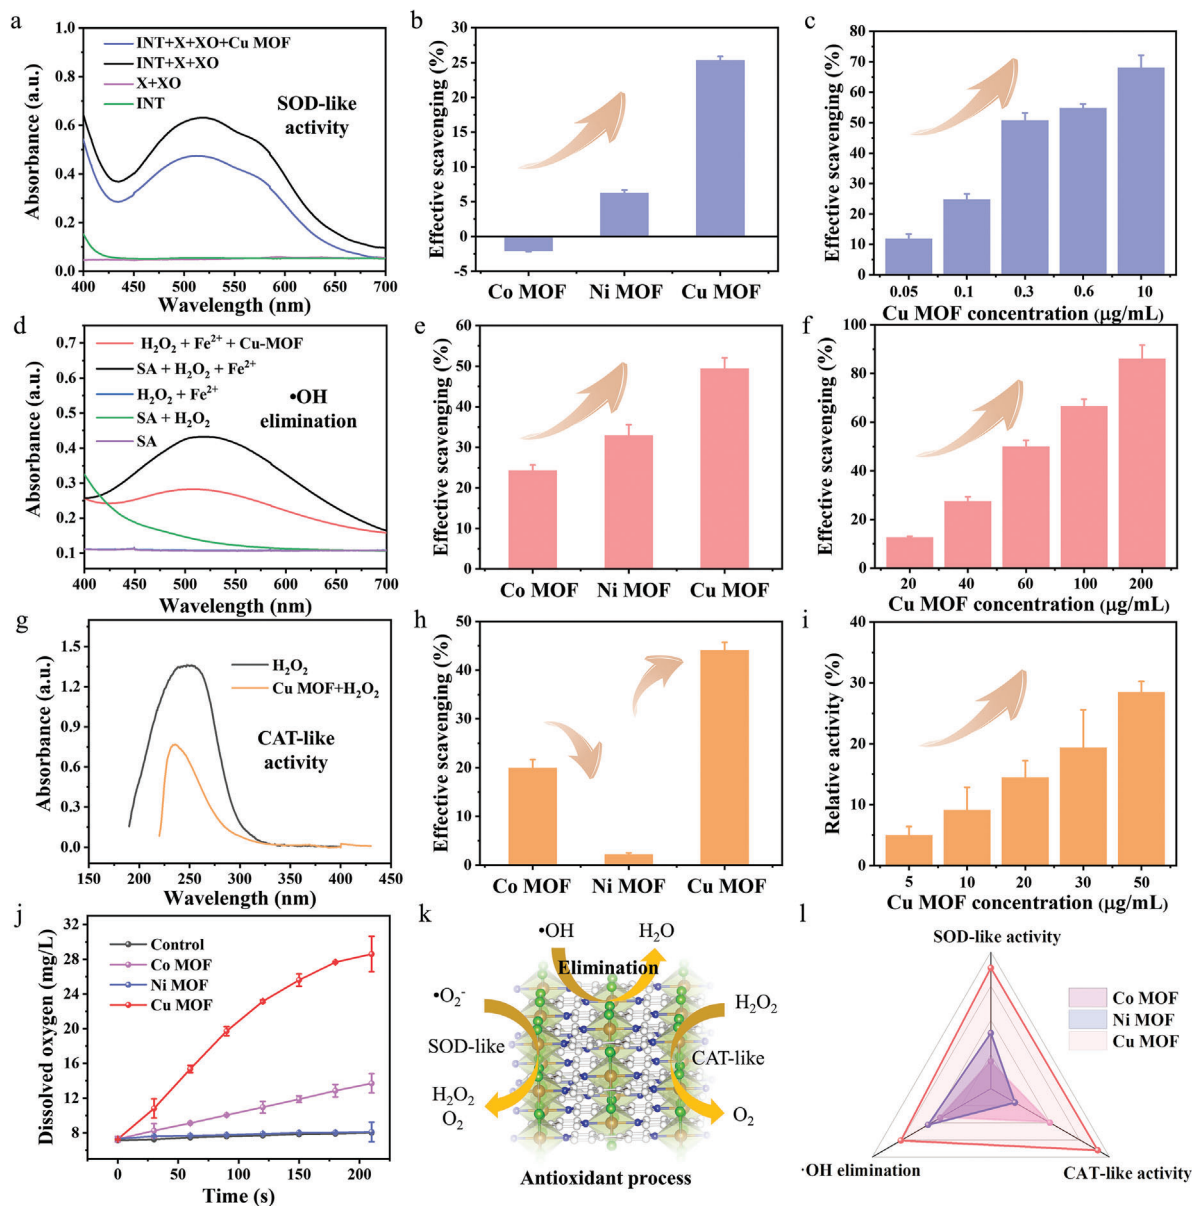 a
Absorbance (a.u.)
1.0
0.8
0.6
0.4
0.2
0.0
INT+X+XO+Cu MOF
INT+X+XO
X+XO
INT
SOD-like
activity
400 450 500 550 600 650 700
Wavelength (nm)
b
Effective scavenging (%)
30
25
20
15
10
5
0
-5
Co MOF Ni MOF Cu MOF
c
Effective scavenging (%)
80
70
60
50
40
30
20
10
0
0.05 0.1 0.3 0.6 10
Cu MOF concentration (μg/mL)
d
Absorbance (a.u.)
0.7
0.6
0.5
0.4
0.3
0.2
0.1
H₂O₂ + Fe²⁺ + Cu-MOF
SA + H₂O₂ + Fe²⁺
H₂O₂ + Fe²⁺
SA + H₂O₂
SA
•OH
elimination
400 450 500 550 600 650 700
Wavelength (nm)
e
Effective scavenging (%)
60
50
40
30
20
10
0
Co MOF Ni MOF Cu MOF
f
Effective scavenging (%)
100
80
60
40
20
0
20 40 60 100 200
Cu MOF concentration (μg/mL)
g
Absorbance (a.u.)
1.5
1.2
0.9
0.6
0.3
0.0
H₂O₂
Cu MOF+H₂O₂
CAT-like
activity
150 200 250 300 350 400 450
Wavelength (nm)
h
Effective scavenging (%)
50
40
30
20
10
0
Co MOF Ni MOF Cu MOF
i
Relative activity (%)
40
30
20
10
0
5 10 20 30 50
Cu MOF concentration (μg/mL)
j
Dissolved oxygen (mg/L)
32
28
24
20
16
12
8
Control
Co MOF
Ni MOF
Cu MOF
0 50 100 150 200
Time (s)
k
•OH H₂O
Elimination
•O₂⁻ H₂O₂
SOD-like CAT-like
H₂O₂
O₂ O₂
Antioxidant process
l
SOD-like activity
Co MOF
Ni MOF
Cu MOF
·OH elimination
CAT-like activity